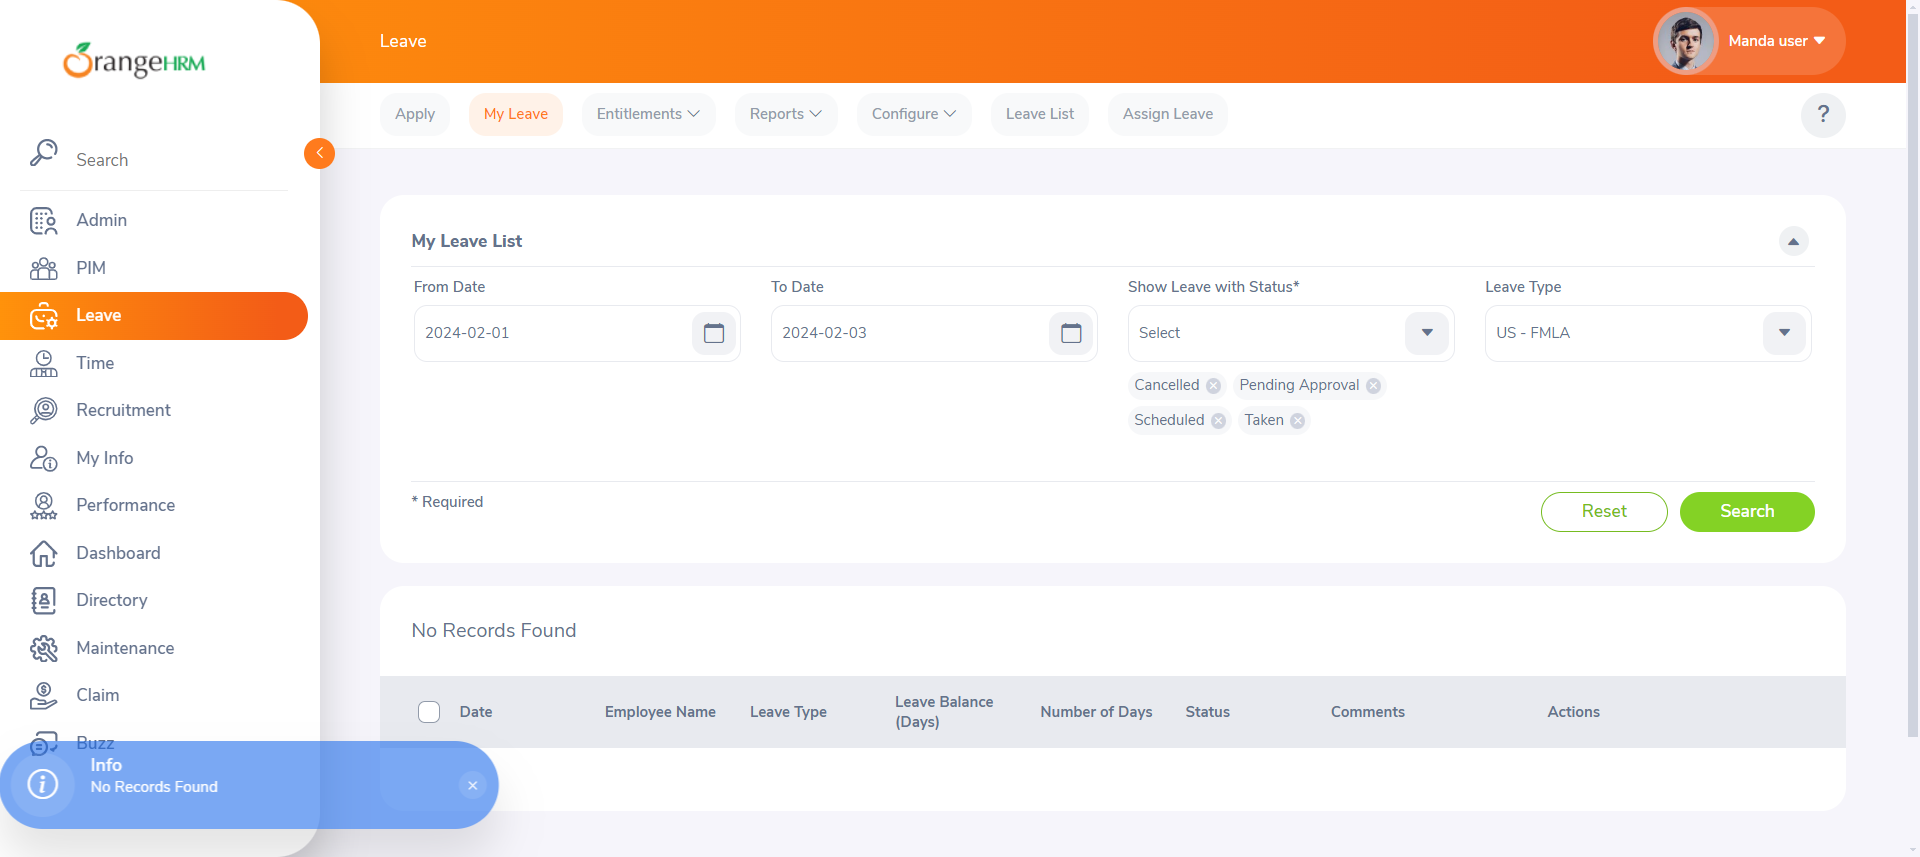 OrangeHRM
Leave
Manda user
Apply
My Leave
Entitlements
Reports
Configure
Leave List
Assign Leave
?
Search
Admin
PIM
Leave
Time
Recruitment
My Info
Performance
Dashboard
Directory
Maintenance
Claim
Buzz
My Leave List
From Date
To Date
Show Leave with Status*
Leave Type
2024-02-01
2024-02-03
Select
US - FMLA
Cancelled
Pending Approval
Scheduled
Taken
* Required
Reset
Search
No Records Found
Date
Employee Name
Leave Type
Leave Balance
(Days)
Number of Days
Status
Comments
Actions
Info
No Records Found